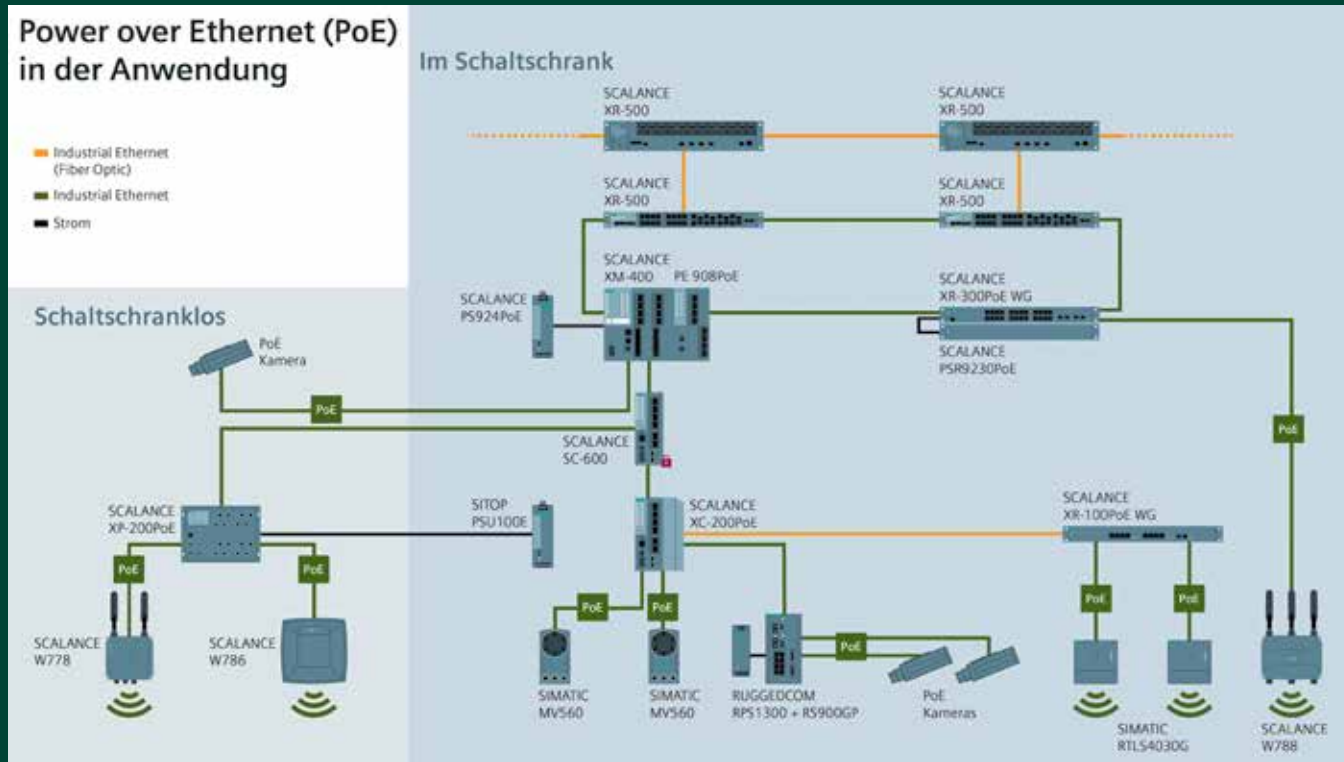 Power over Ethernet (PoE)
in der Anwendung
Industrial Ethernet
(Fiber Optic)
Industrial Ethernet
Strom
Im Schaltschrank
SCALANCE
XR-500
SCALANCE
XR-500
SCALANCE
XR-500
SCALANCE
XR-500
SCALANCE
XM-400
PE 908PoE
SCALANCE
PS924PoE
SCALANCE
XR-300PoE WG
SCALANCE
PSR9230PoE
Schaltschranklos
PoE
Kamera
PoE
SCALANCE
SC-600
PoE
SCALANCE
XP-200PoE
SITOP
PSU100E
SCALANCE
XC-200PoE
SCALANCE
XR-100PoE WG
PoE
PoE
PoE
PoE
PoE
PoE
PoE
SCALANCE
W778
SCALANCE
W786
SIMATIC
MV560
SIMATIC
MV560
RUGGEDCOM
RPS1300 + RS900GP
PoE
Kameras
SIMATIC
RTLS4030G
SCALANCE
W788